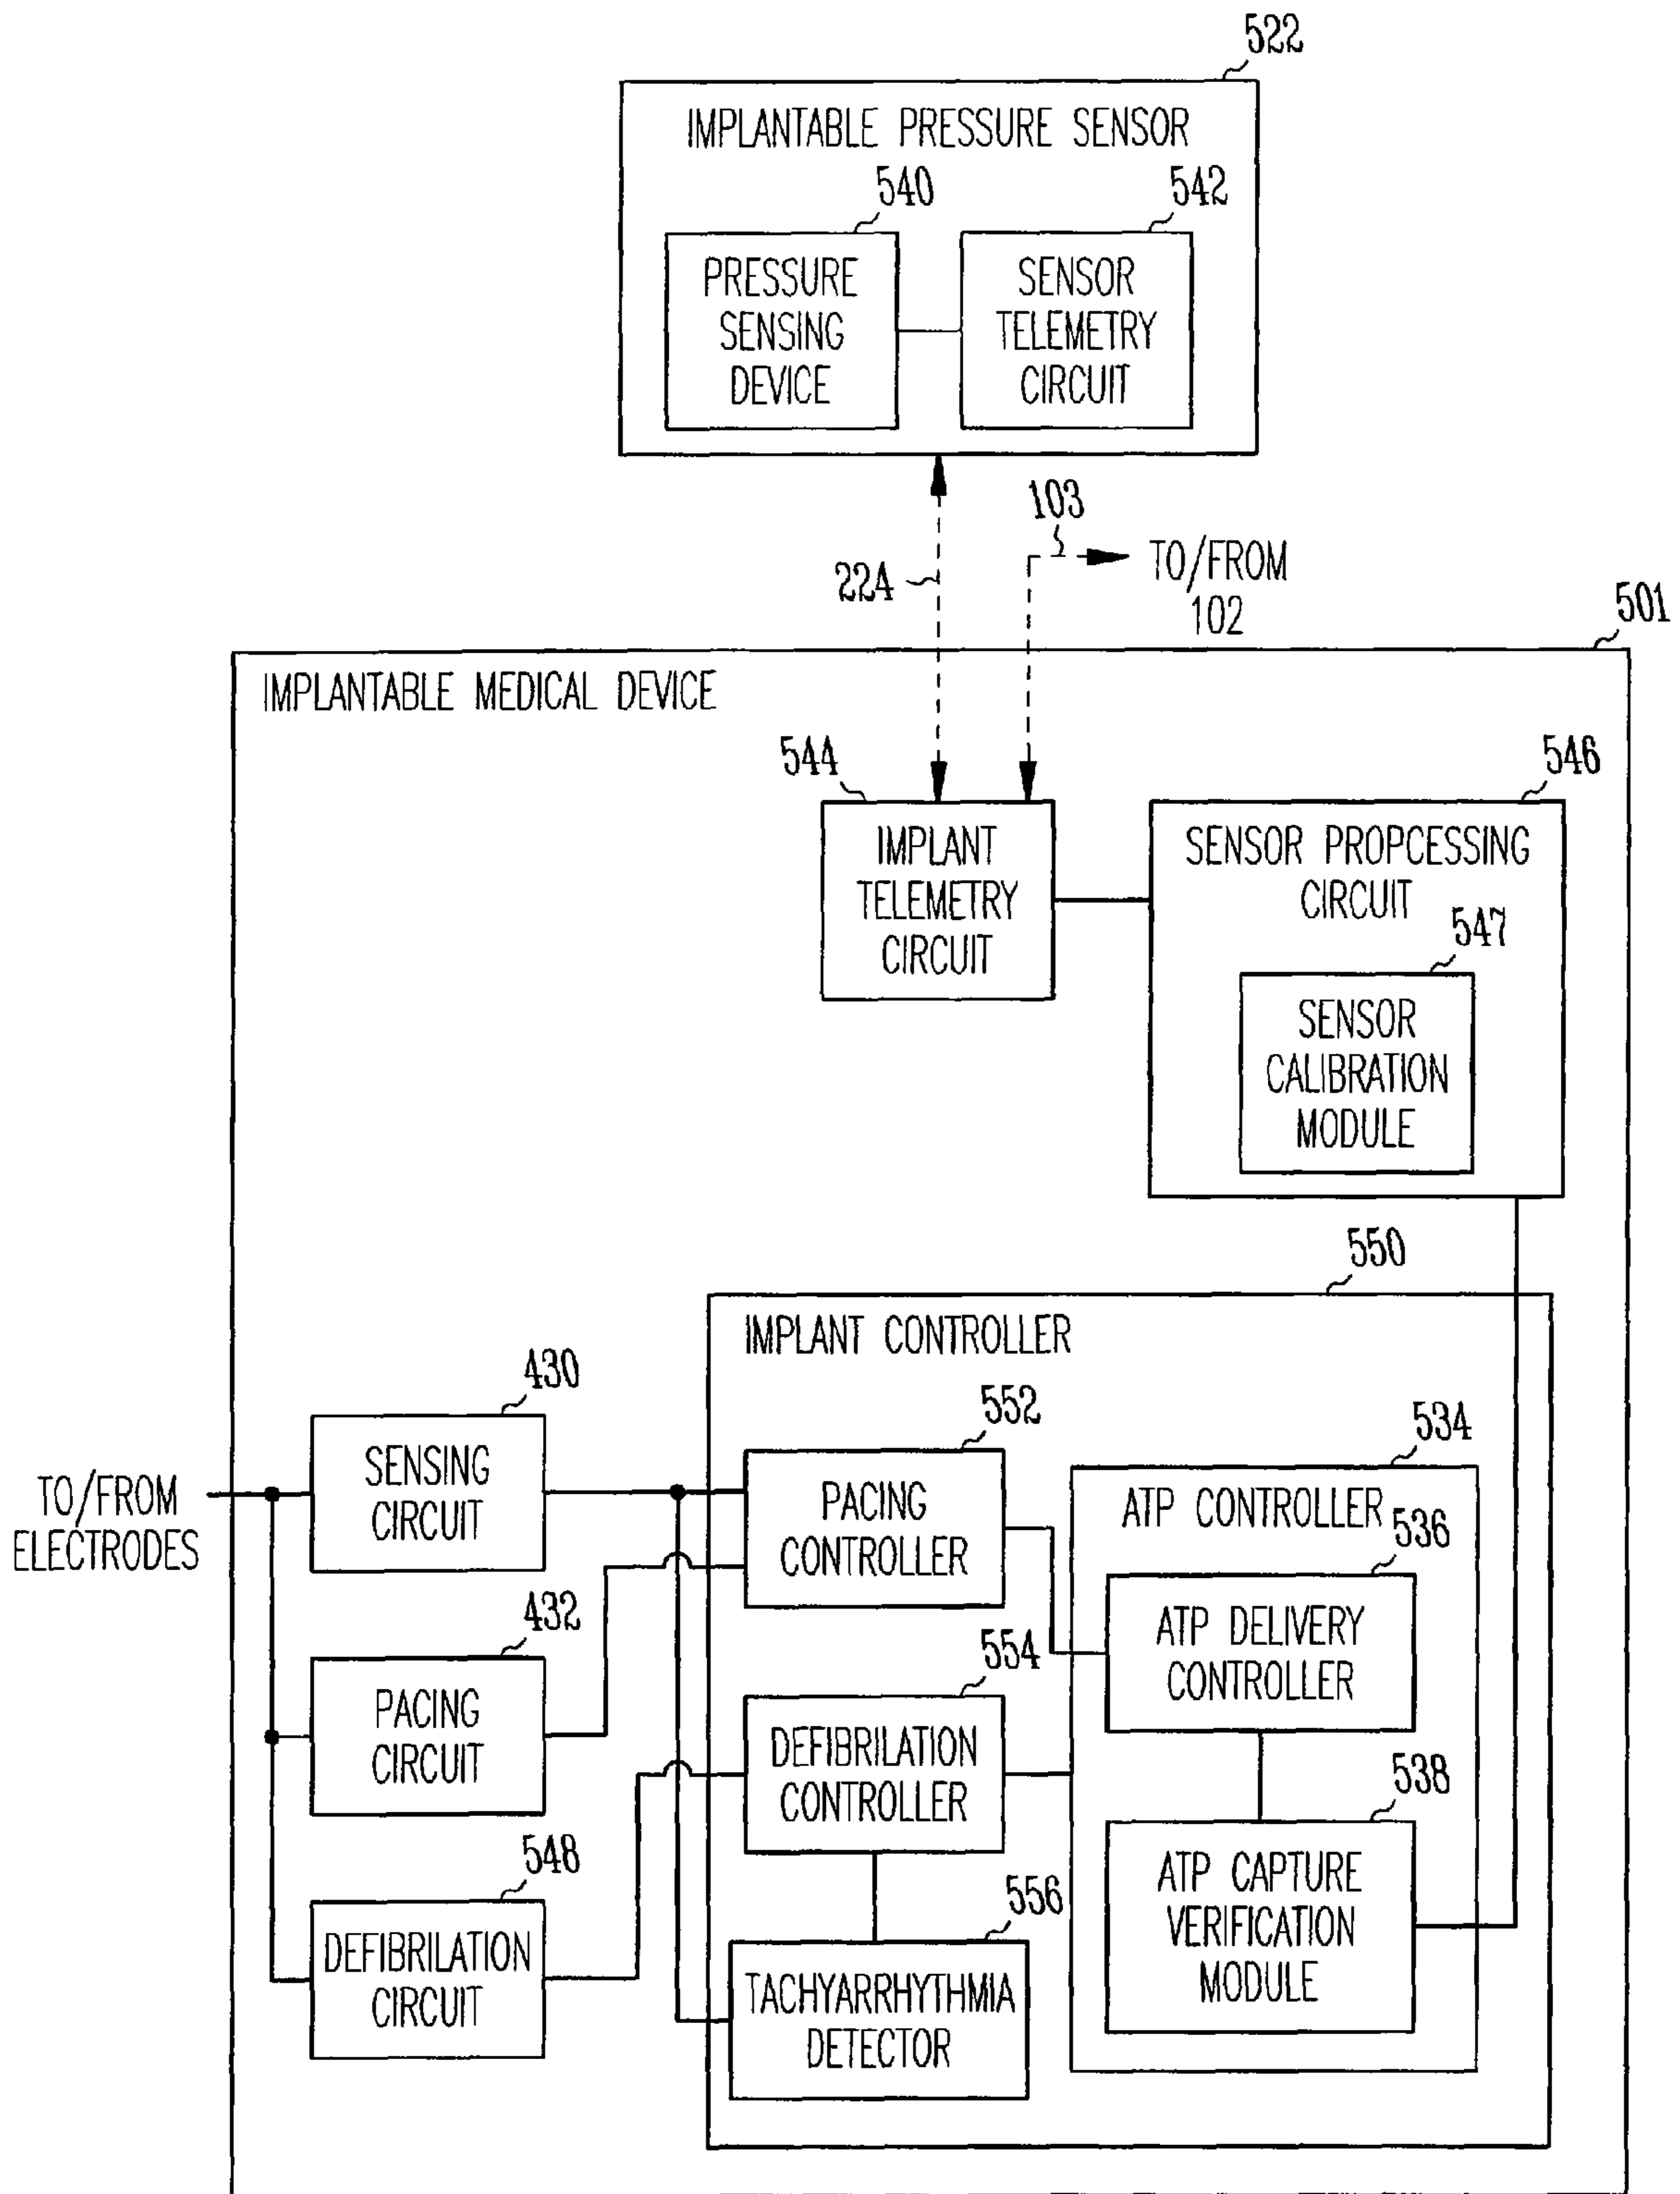 522
IMPLANTABLE PRESSURE SENSOR
540
542
PRESSURE
SENSING
DEVICE
SENSOR
TELEMETRY
CIRCUIT
103
224
TO/FROM
102
501
IMPLANTABLE MEDICAL DEVICE
544
546
IMPLANT
TELEMETRY
CIRCUIT
SENSOR PROPCESSING
CIRCUIT
547
SENSOR
CALIBRATION
MODULE
550
IMPLANT CONTROLLER
430
SENSING
CIRCUIT
TO/FROM
ELECTRODES
552
PACING
CONTROLLER
534
ATP CONTROLLER
536
ATP DELIVERY
CONTROLLER
432
PACING
CIRCUIT
554
DEFIBRILATION
CONTROLLER
538
ATP CAPTURE
VERIFICATION
MODULE
548
DEFIBRILATION
CIRCUIT
556
TACHYARRHYTHMIA
DETECTOR